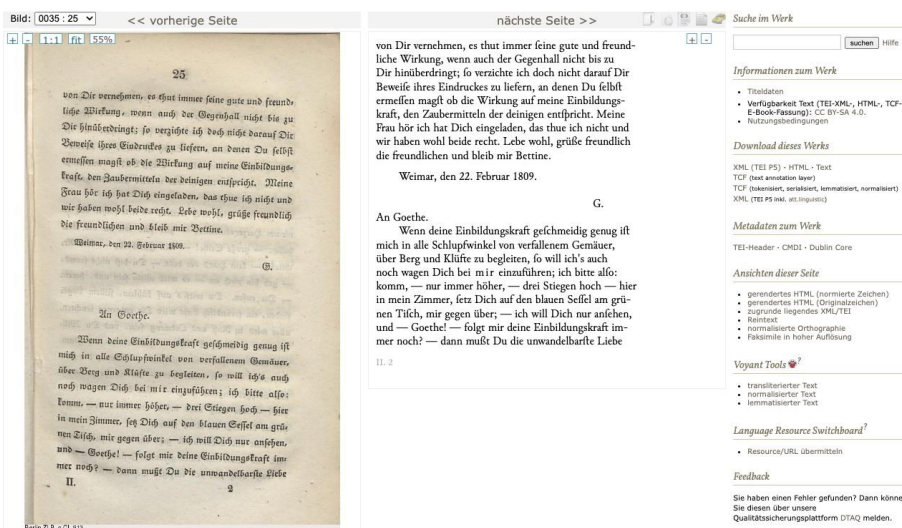 Bild: 0035 : 25
<< vorherige Seite
nächste Seite >>
+ - 1:1 fit 55%
25
von Dir vernehmen, es thut immer ſeine gute und freund⸗
liche Wirkung, wenn auch der Gegenhall nicht bis zu
Dir hinüberdringt; ſo verzichte ich doch nicht darauf Dir
Beweiſe ihres Eindruckes zu liefern, an denen Du ſelbſt
ermeſſen magſt ob die Wirkung auf meine Einbildungs⸗
kraft, den Zaubermitteln der deinigen entſpricht. Meine
Frau hör ich hat Dich eingeladen, das thue ich nicht und
wir haben wohl beide recht. Lebe wohl, grüße freundlich
die freundlichen und bleib mir Bettine.
Weimar, den 22. Februar 1809.
G.
An Goethe.
Wenn deine Einbildungskraft geſchmeidig genug iſt
mich in alle Schlupfwinkel von verfallenem Gemäuer,
über Berg und Klüfte zu begleiten, ſo will ich's auch
noch wagen Dich bei mir einzuführen; ich bitte alſo:
komm, — nur immer höher, — drei Stiegen hoch — hier
in mein Zimmer, ſetz Dich auf den blauen Seſſel am grü⸗
nen Tiſch, mir gegen über; — ich will Dich nur anſehen,
und — Goethe! — folgt mir deine Einbildungskraft im⸗
mer noch? — dann mußt Du die unwandelbarſte Liebe
II. 2
+ -
von Dir vernehmen, es thut immer ſeine gute und freund-
liche Wirkung, wenn auch der Gegenhall nicht bis zu
Dir hinüberdringt; ſo verzichte ich doch nicht darauf Dir
Beweiſe ihres Eindruckes zu liefern, an denen Du ſelbſt
ermeſſen magſt ob die Wirkung auf meine Einbildungs-
kraft, den Zaubermitteln der deinigen entſpricht. Meine
Frau hör ich hat Dich eingeladen, das thue ich nicht und
wir haben wohl beide recht. Lebe wohl, grüße freundlich
die freundlichen und bleib mir Bettine.
Weimar, den 22. Februar 1809.
G.
An Goethe.
Wenn deine Einbildungskraft geſchmeidig genug iſt
mich in alle Schlupfwinkel von verfallenem Gemäuer,
über Berg und Klüfte zu begleiten, ſo will ich's auch
noch wagen Dich bei mir einzuführen; ich bitte alſo:
komm, — nur immer höher, — drei Stiegen hoch — hier
in mein Zimmer, ſetz Dich auf den blauen Seſſel am grü-
nen Tiſch, mir gegen über; — ich will Dich nur anſehen,
und — Goethe! — folgt mir deine Einbildungskraft im-
mer noch? — dann mußt Du die unwandelbarſte Liebe
II. 2
Suche im Werk
suchen Hilfe
Informationen zum Werk
Titeldaten
Verfügbarkeit Text (TEI-XML-, HTML-, TCF-
E-Book-Fassung): CC BY-SA 4.0.
Nutzungsbedingungen
Download dieses Werks
XML (TEI P5) · HTML · Text
TCF (text annotation layer)
TCF (tokenisiert, serialisiert, lemmatisiert, normalisiert)
XML (TEI P5 inkl. att.linguistic)
Metadaten zum Werk
TEI-Header · CMDI · Dublin Core
Ansichten dieser Seite
gerendertes HTML (normierte Zeichen)
gerendertes HTML (Originalzeichen)
zugrunde liegendes XML/TEI
Reintext
normalisierte Orthographie
Faksimile in hoher Auflösung
Voyant Tools ?
transliterierter Text
normalisierter Text
lemmatisierter Text
Language Resource Switchboard?
Resource/URL übermitteln
Feedback
Sie haben einen Fehler gefunden? Dann könne
Sie diesen über unsere
Qualitätssicherungsplattform DTAQ melden.